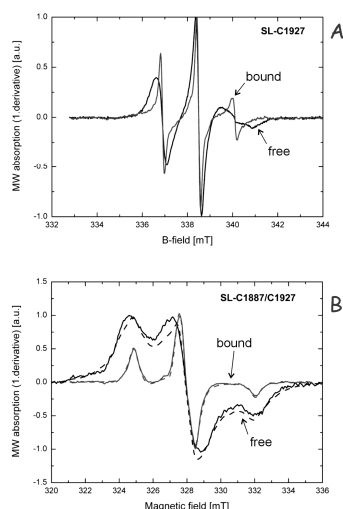 SL-C1927
A
MW absorption (1.derivative) [a.u.]
1.0
0.5
0.0
-0.5
-1.0
bound
free
332 334 336 338 340 342 344
B-field [mT]
SL-C1887/C1927
B
MW absorption (1.derivative) [a.u.]
1.5
1.0
0.5
0.0
-0.5
-1.0
-1.5
bound
free
320 322 324 326 328 330 332 334 336
Magnetic field [mT]